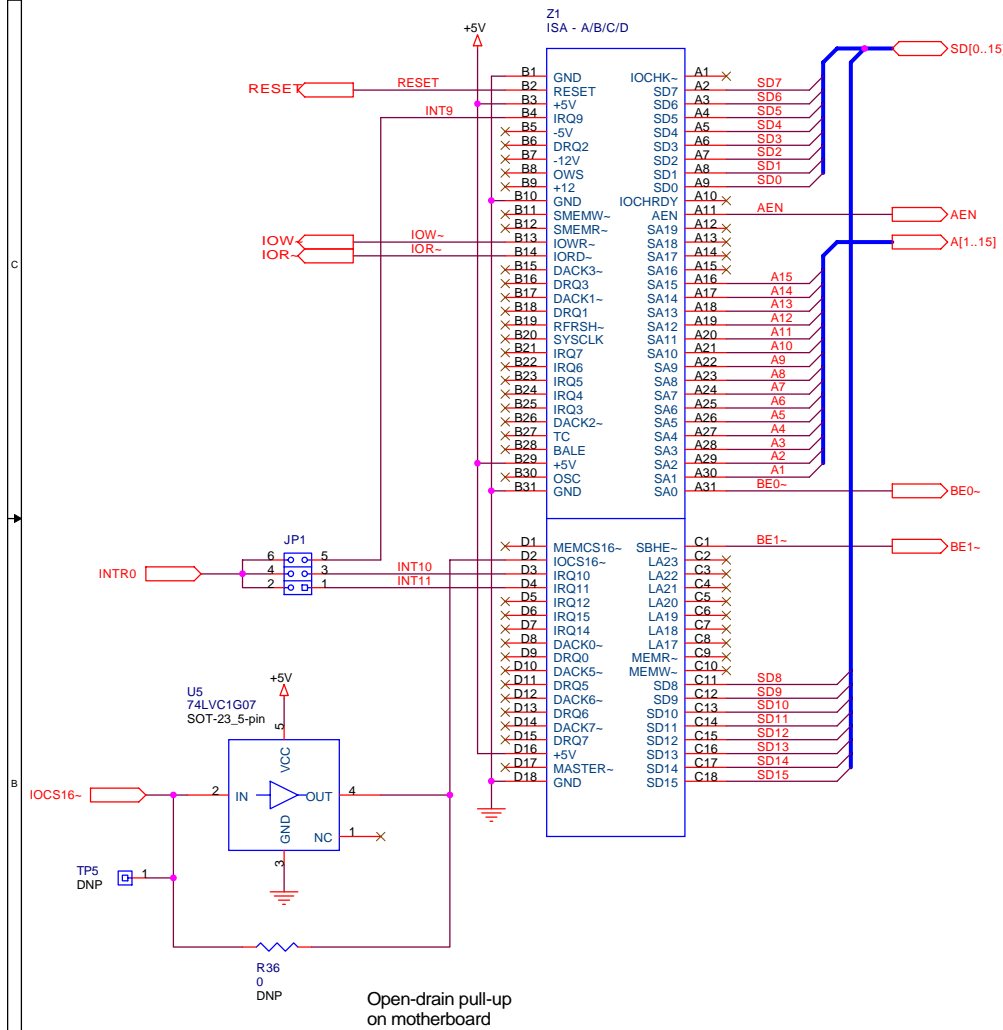 Z1
ISA - A/B/C/D
+5V
SD[0..15
B1 GND IOCHK~ A1
RESET RESET B2 RESET SD7 A2 SD7
B3 +5V SD6 A3 SD6
INT9 B4 IRQ9 SD5 A4 SD5
B5 -5V SD4 A5 SD4
B6 DRQ2 SD3 A6 SD3
B7 -12V SD2 A7 SD2
B8 OWS SD1 A8 SD1
B9 +12 SD0 A9 SD0
B10 GND IOCHRDY A10
B11 SMEMW~ AEN A11 AEN AEN
B12 SMEMR~ SA19 A12
IOW~ IOW~ B13 IOWR~ SA18 A13 A[1..15]
IOR~ IOR~ B14 IORD~ SA17 A14
B15 DACK3~ SA16 A15
B16 DRQ3 SA15 A16 A15
B17 DACK1~ SA14 A17 A14
B18 DRQ1 SA13 A18 A13
B19 RFRSH~ SA12 A19 A12
B20 SYSCLK SA11 A20 A11
B21 IRQ7 SA10 A21 A10
B22 IRQ6 SA9 A22 A9
B23 IRQ5 SA8 A23 A8
B24 IRQ4 SA7 A24 A7
B25 IRQ3 SA6 A25 A6
B26 DACK2~ SA5 A26 A5
B27 TC SA4 A27 A4
B28 BALE SA3 A28 A3
B29 +5V SA2 A29 A2
B30 OSC SA1 A30 A1
B31 GND SA0 A31 BE0~ BE0~
C
D1 MEMCS16~ SBHE~ C1 BE1~ BE1~
D2 IOCS16~ LA23 C2
INT10 D3 IRQ10 LA22 C3
INT11 D4 IRQ11 LA21 C4
D5 IRQ12 LA20 C5
D6 IRQ15 LA19 C6
D7 IRQ14 LA18 C7
D8 DACK0~ LA17 C8
D9 DRQ0 MEMR~ C9
D10 DACK5~ MEMW~ C10
D11 DRQ5 SD8 C11 SD8
D12 DACK6~ SD9 C12 SD9
D13 DRQ6 SD10 C13 SD10
D14 DACK7~ SD11 C14 SD11
D15 DRQ7 SD12 C15 SD12
D16 +5V SD13 C16 SD13
D17 MASTER~ SD14 C17 SD14
D18 GND SD15 C18 SD15
JP1
6 5
INTR0 4 3
2 1
+5V
U5
74LVC1G07
SOT-23_5-pin
5
VCC
B
IOCS16~ 2 IN OUT 4
GND
NC 1
3
TP5 1
DNP
R36
0
DNP
Open-drain pull-up
on motherboard